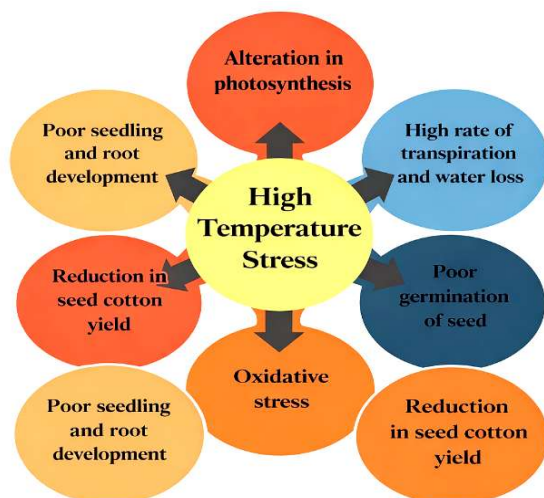 Alteration in
photosynthesis
Poor seedling
and root
development
High rate of
transpiration
and water loss
High
Temperature
Stress
Reduction in
seed cotton
yield
Poor
germination
of seed
Oxidative
stress
Poor seedling
and root
development
Reduction
in seed cotton
yield